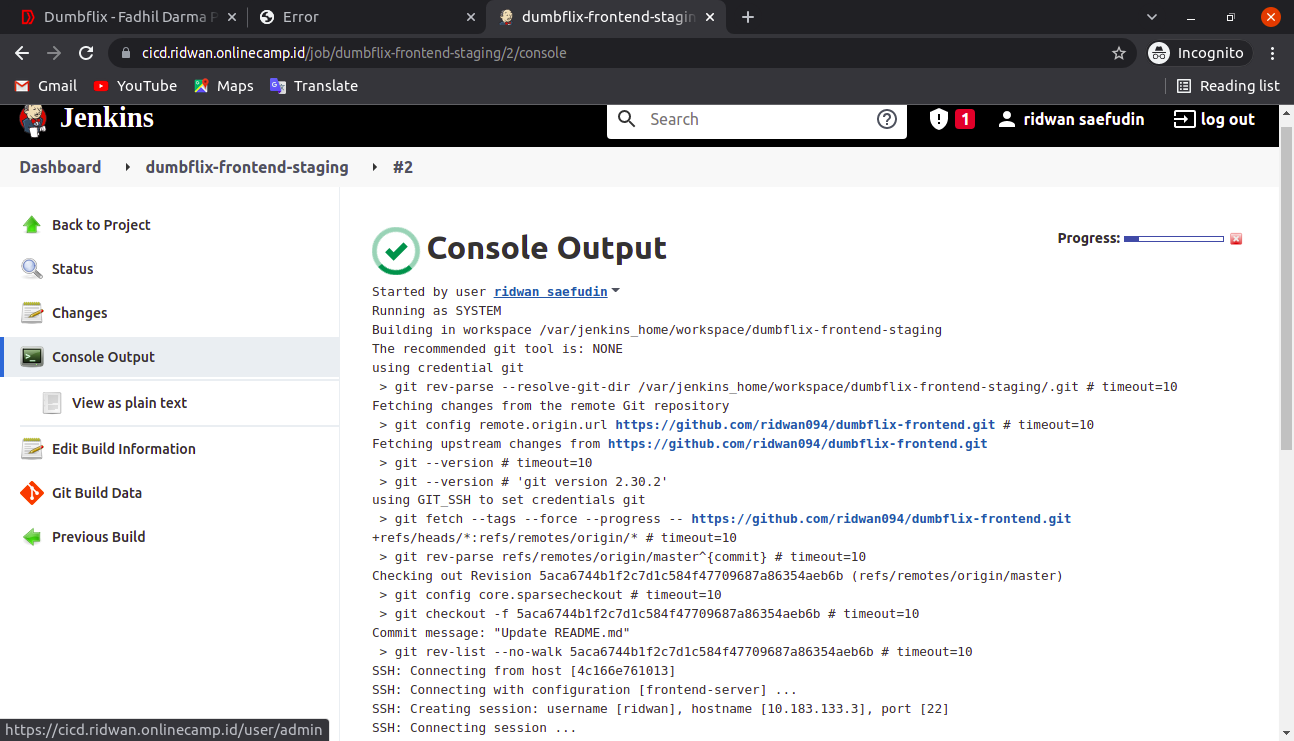 Dumbflix - Fadhil Darma P
Error
dumbflix-frontend-stagin
cicd.ridwan.onlinecamp.id/job/dumbflix-frontend-staging/2/console
Incognito
Gmail
YouTube
Maps
Translate
Reading list
Jenkins
Search
1
ridwan saefudin
log out
Dashboard
dumbflix-frontend-staging
#2
Back to Project
Status
Changes
Console Output
View as plain text
Edit Build Information
Git Build Data
Previous Build
Console Output
Progress:
Started by user ridwan saefudin
Running as SYSTEM
Building in workspace /var/jenkins_home/workspace/dumbflix-frontend-staging
The recommended git tool is: NONE
using credential git
> git rev-parse --resolve-git-dir /var/jenkins_home/workspace/dumbflix-frontend-staging/.git # timeout=10
Fetching changes from the remote Git repository
> git config remote.origin.url https://github.com/ridwan094/dumbflix-frontend.git # timeout=10
Fetching upstream changes from https://github.com/ridwan094/dumbflix-frontend.git
> git --version # timeout=10
> git --version # 'git version 2.30.2'
using GIT_SSH to set credentials git
> git fetch --tags --force --progress -- https://github.com/ridwan094/dumbflix-frontend.git
+refs/heads/*:refs/remotes/origin/* # timeout=10
> git rev-parse refs/remotes/origin/master^{commit} # timeout=10
Checking out Revision 5aca6744b1f2c7d1c584f47709687a86354aeb6b (refs/remotes/origin/master)
> git config core.sparsecheckout # timeout=10
> git checkout -f 5aca6744b1f2c7d1c584f47709687a86354aeb6b # timeout=10
Commit message: "Update README.md"
> git rev-list --no-walk 5aca6744b1f2c7d1c584f47709687a86354aeb6b # timeout=10
SSH: Connecting from host [4c166e761013]
SSH: Connecting with configuration [frontend-server] ...
SSH: Creating session: username [ridwan], hostname [10.183.133.3], port [22]
SSH: Connecting session ...
https://cicd.ridwan.onlinecamp.id/user/admin